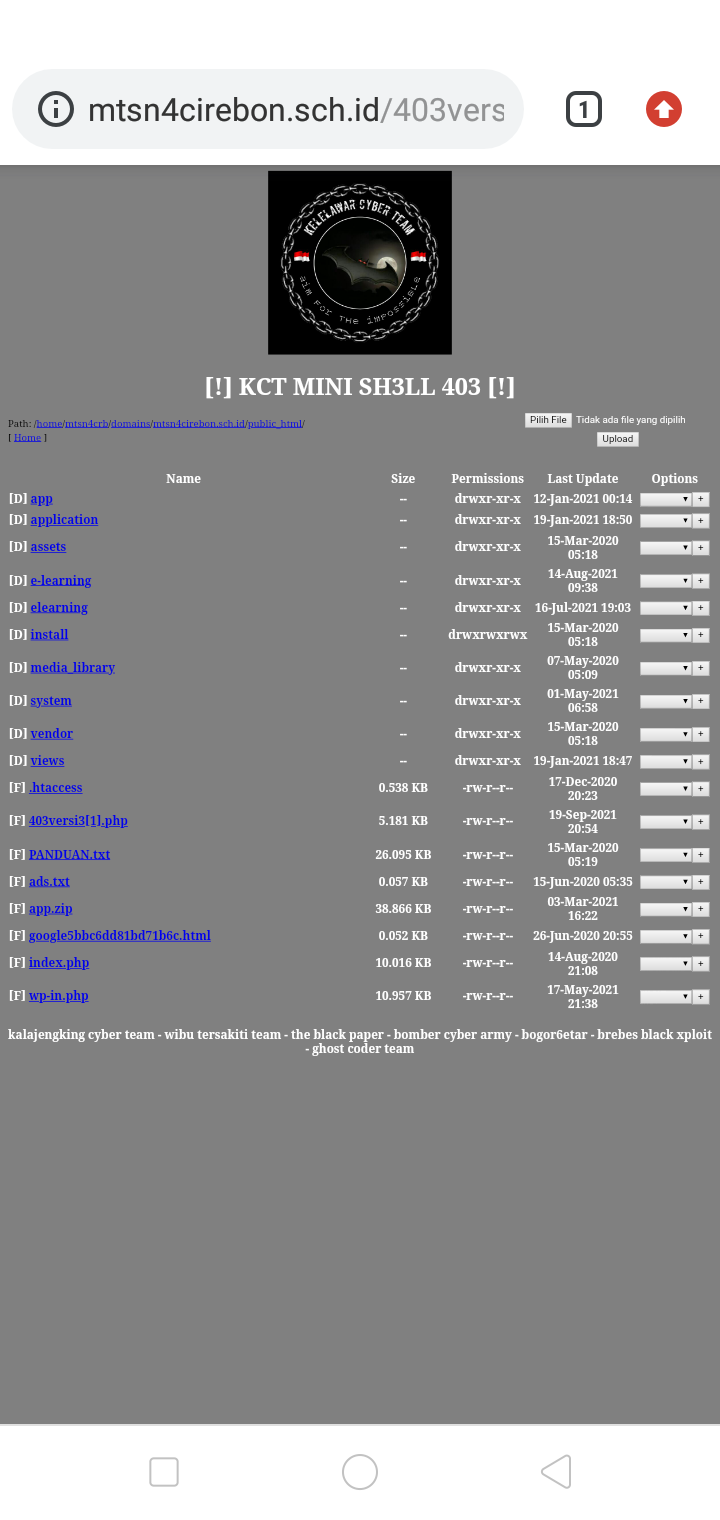 mtsn4cirebon.sch.id/403vers
1
KELELAWAR CYBER TEAM
aim FOR THE imPOSSIBLE
[!] KCT MINI SH3LL 403 [!]
Path: /home/mtsn4crb/domains/mtsn4cirebon.sch.id/public_html/
Pilih File Tidak ada file yang dipilih
[ Home ]
Upload
Name Size Permissions Last Update Options
[D] app -- drwxr-xr-x 12-Jan-2021 00:14 +
[D] application -- drwxr-xr-x 19-Jan-2021 18:50 +
[D] assets -- drwxr-xr-x 15-Mar-2020 05:18 +
[D] e-learning -- drwxr-xr-x 14-Aug-2021 09:38 +
[D] elearning -- drwxr-xr-x 16-Jul-2021 19:03 +
[D] install -- drwxrwxrwx 15-Mar-2020 05:18 +
[D] media_library -- drwxr-xr-x 07-May-2020 05:09 +
[D] system -- drwxr-xr-x 01-May-2021 06:58 +
[D] vendor -- drwxr-xr-x 15-Mar-2020 05:18 +
[D] views -- drwxr-xr-x 19-Jan-2021 18:47 +
[F] .htaccess 0.538 KB -rw-r--r-- 17-Dec-2020 20:23 +
[F] 403versi3[1].php 5.181 KB -rw-r--r-- 19-Sep-2021 20:54 +
[F] PANDUAN.txt 26.095 KB -rw-r--r-- 15-Mar-2020 05:19 +
[F] ads.txt 0.057 KB -rw-r--r-- 15-Jun-2020 05:35 +
[F] app.zip 38.866 KB -rw-r--r-- 03-Mar-2021 16:22 +
[F] google5bbc6dd81bd71b6c.html 0.052 KB -rw-r--r-- 26-Jun-2020 20:55 +
[F] index.php 10.016 KB -rw-r--r-- 14-Aug-2020 21:08 +
[F] wp-in.php 10.957 KB -rw-r--r-- 17-May-2021 21:38 +
kalajengking cyber team - wibu tersakiti team - the black paper - bomber cyber army - bogor6etar - brebes black xploit
- ghost coder team